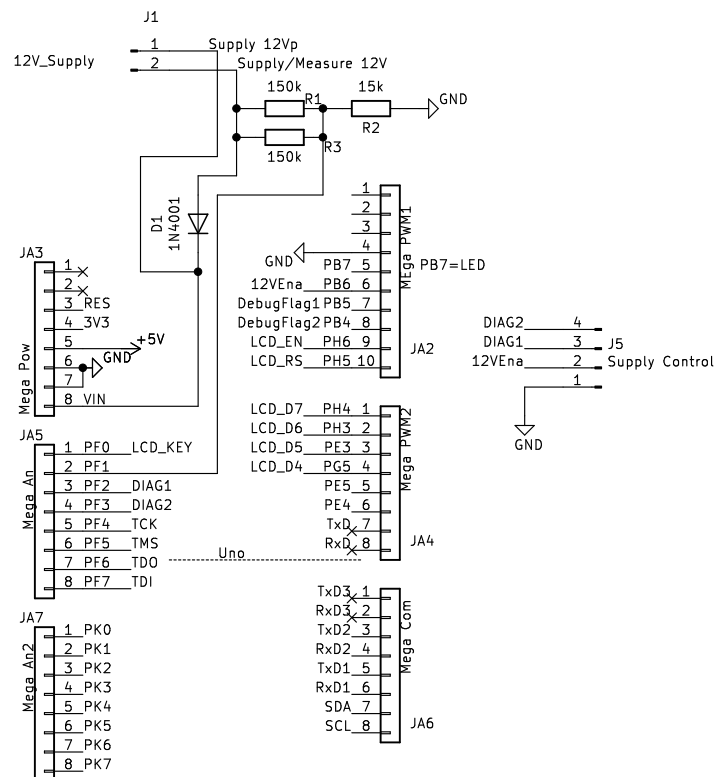 J1
1 Supply 12Vp
12V_Supply
2 Supply/Measure 12V
150k
R1
15k
R2
GND
150k
R3
D1
1N4001
JA3
Mega Pow
1
2
3 RES
4 3V3
5 +5V
6 GND
7
8 VIN
MEga PWM1
1
2
3
GND 4
PB7 5
PB7=LED
12VEna PB6 6
DebugFlag1 PB5 7
DebugFlag2 PB4 8
LCD_EN PH6 9
LCD_RS PH5 10
JA2
DIAG2 4
DIAG1 3
12VEna 2
1
J5
Supply Control
GND
JA5
Mega An
1 PF0 LCD_KEY
2 PF1
3 PF2 DIAG1
4 PF3 DIAG2
5 PF4 TCK
6 PF5 TMS
7 PF6 TDO
8 PF7 TDI
Uno
Mega PWM2
LCD_D7 PH4 1
LCD_D6 PH3 2
LCD_D5 PE3 3
LCD_D4 PG5 4
PE5 5
PE4 6
TxD 7
RxD 8
JA4
JA7
Mega An2
1 PK0
2 PK1
3 PK2
4 PK3
5 PK4
6 PK5
7 PK6
8 PK7
Mega Com
TxD3 1
RxD3 2
TxD2 3
RxD2 4
TxD1 5
RxD1 6
SDA 7
SCL 8
JA6